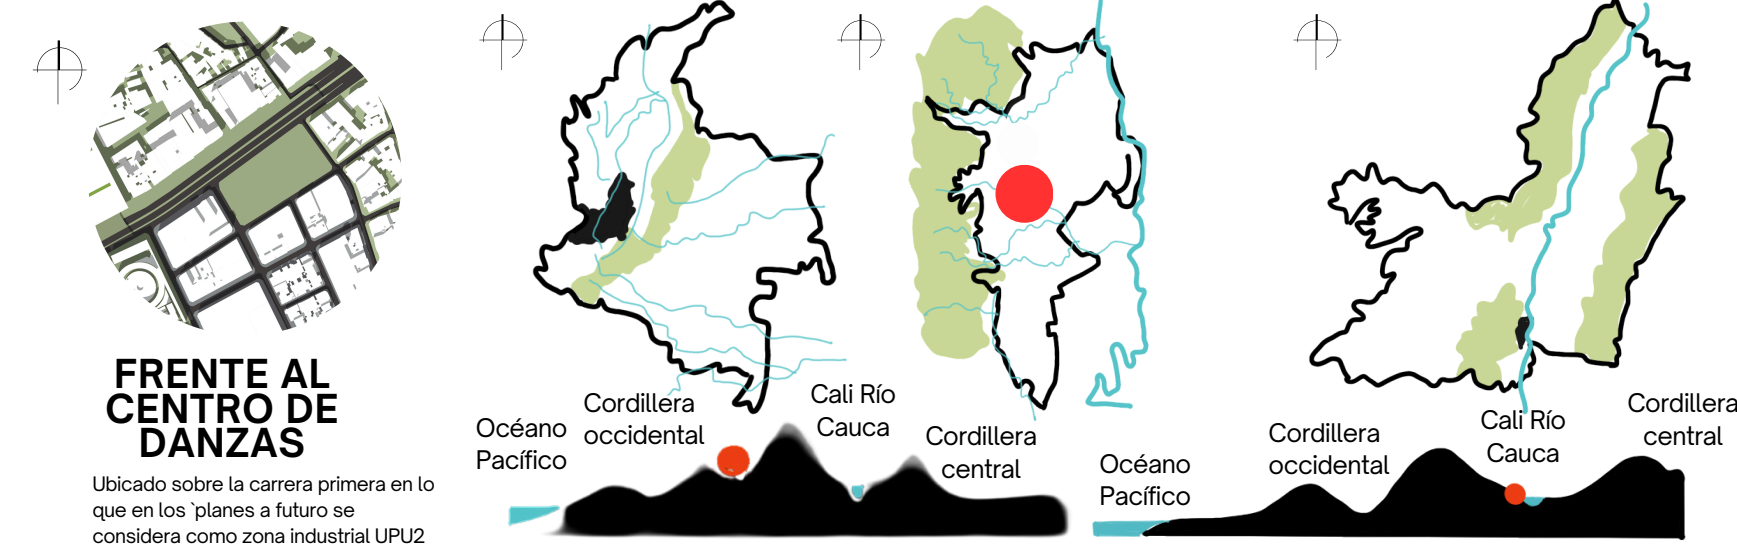 FRENTE AL
CENTRO DE
DANZAS
Ubicado sobre la carrera primera en lo
que en los `planes a futuro se
considera como zona industrial UPU2
Océano
Pacífico
Cordillera
occidental
Cali Río
Cauca
Cordillera
central
Océano
Pacífico
Cordillera
occidental
Cali Río
Cauca
Cordillera
central